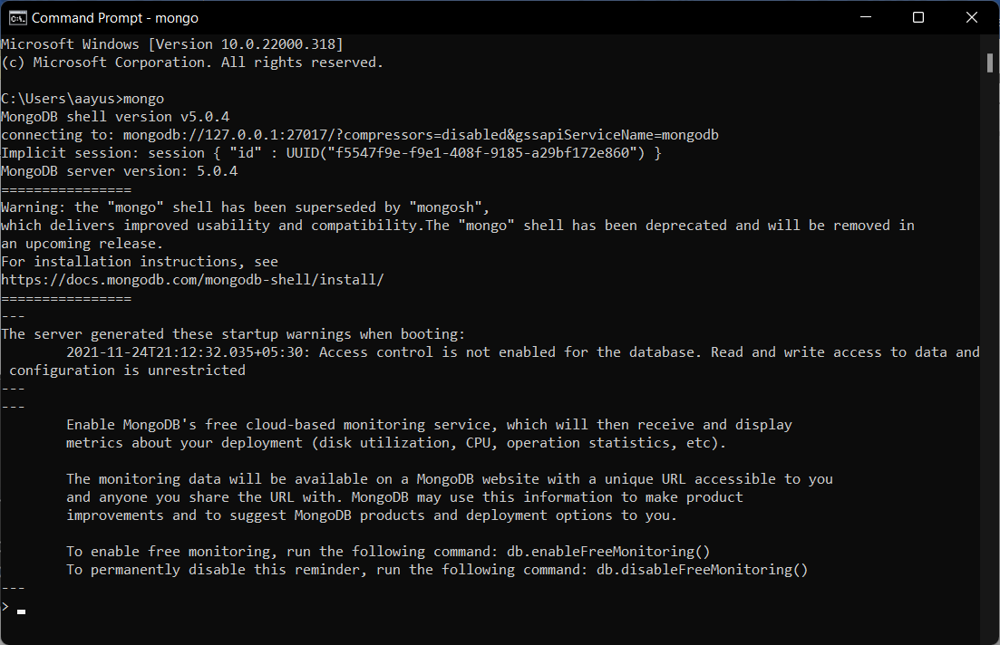 Command Prompt - mongo
Microsoft Windows [Version 10.0.22000.318]
(c) Microsoft Corporation. All rights reserved.
C:\Users\aayus>mongo
MongoDB shell version v5.0.4
connecting to: mongodb://127.0.0.1:27017/?compressors=disabled&gssapiServiceName=mongodb
Implicit session: session { "id" : UUID("f5547f9e-f9e1-408f-9185-a29bf172e860") }
MongoDB server version: 5.0.4
================
Warning: the "mongo" shell has been superseded by "mongosh",
which delivers improved usability and compatibility.The "mongo" shell has been deprecated and will be removed in
an upcoming release.
For installation instructions, see
https://docs.mongodb.com/mongodb-shell/install/
================
---
The server generated these startup warnings when booting:
        2021-11-24T21:12:32.035+05:30: Access control is not enabled for the database. Read and write access to data and
 configuration is unrestricted
---
---
        Enable MongoDB's free cloud-based monitoring service, which will then receive and display
        metrics about your deployment (disk utilization, CPU, operation statistics, etc).
        The monitoring data will be available on a MongoDB website with a unique URL accessible to you
        and anyone you share the URL with. MongoDB may use this information to make product
        improvements and to suggest MongoDB products and deployment options to you.
        To enable free monitoring, run the following command: db.enableFreeMonitoring()
        To permanently disable this reminder, run the following command: db.disableFreeMonitoring()
---
>